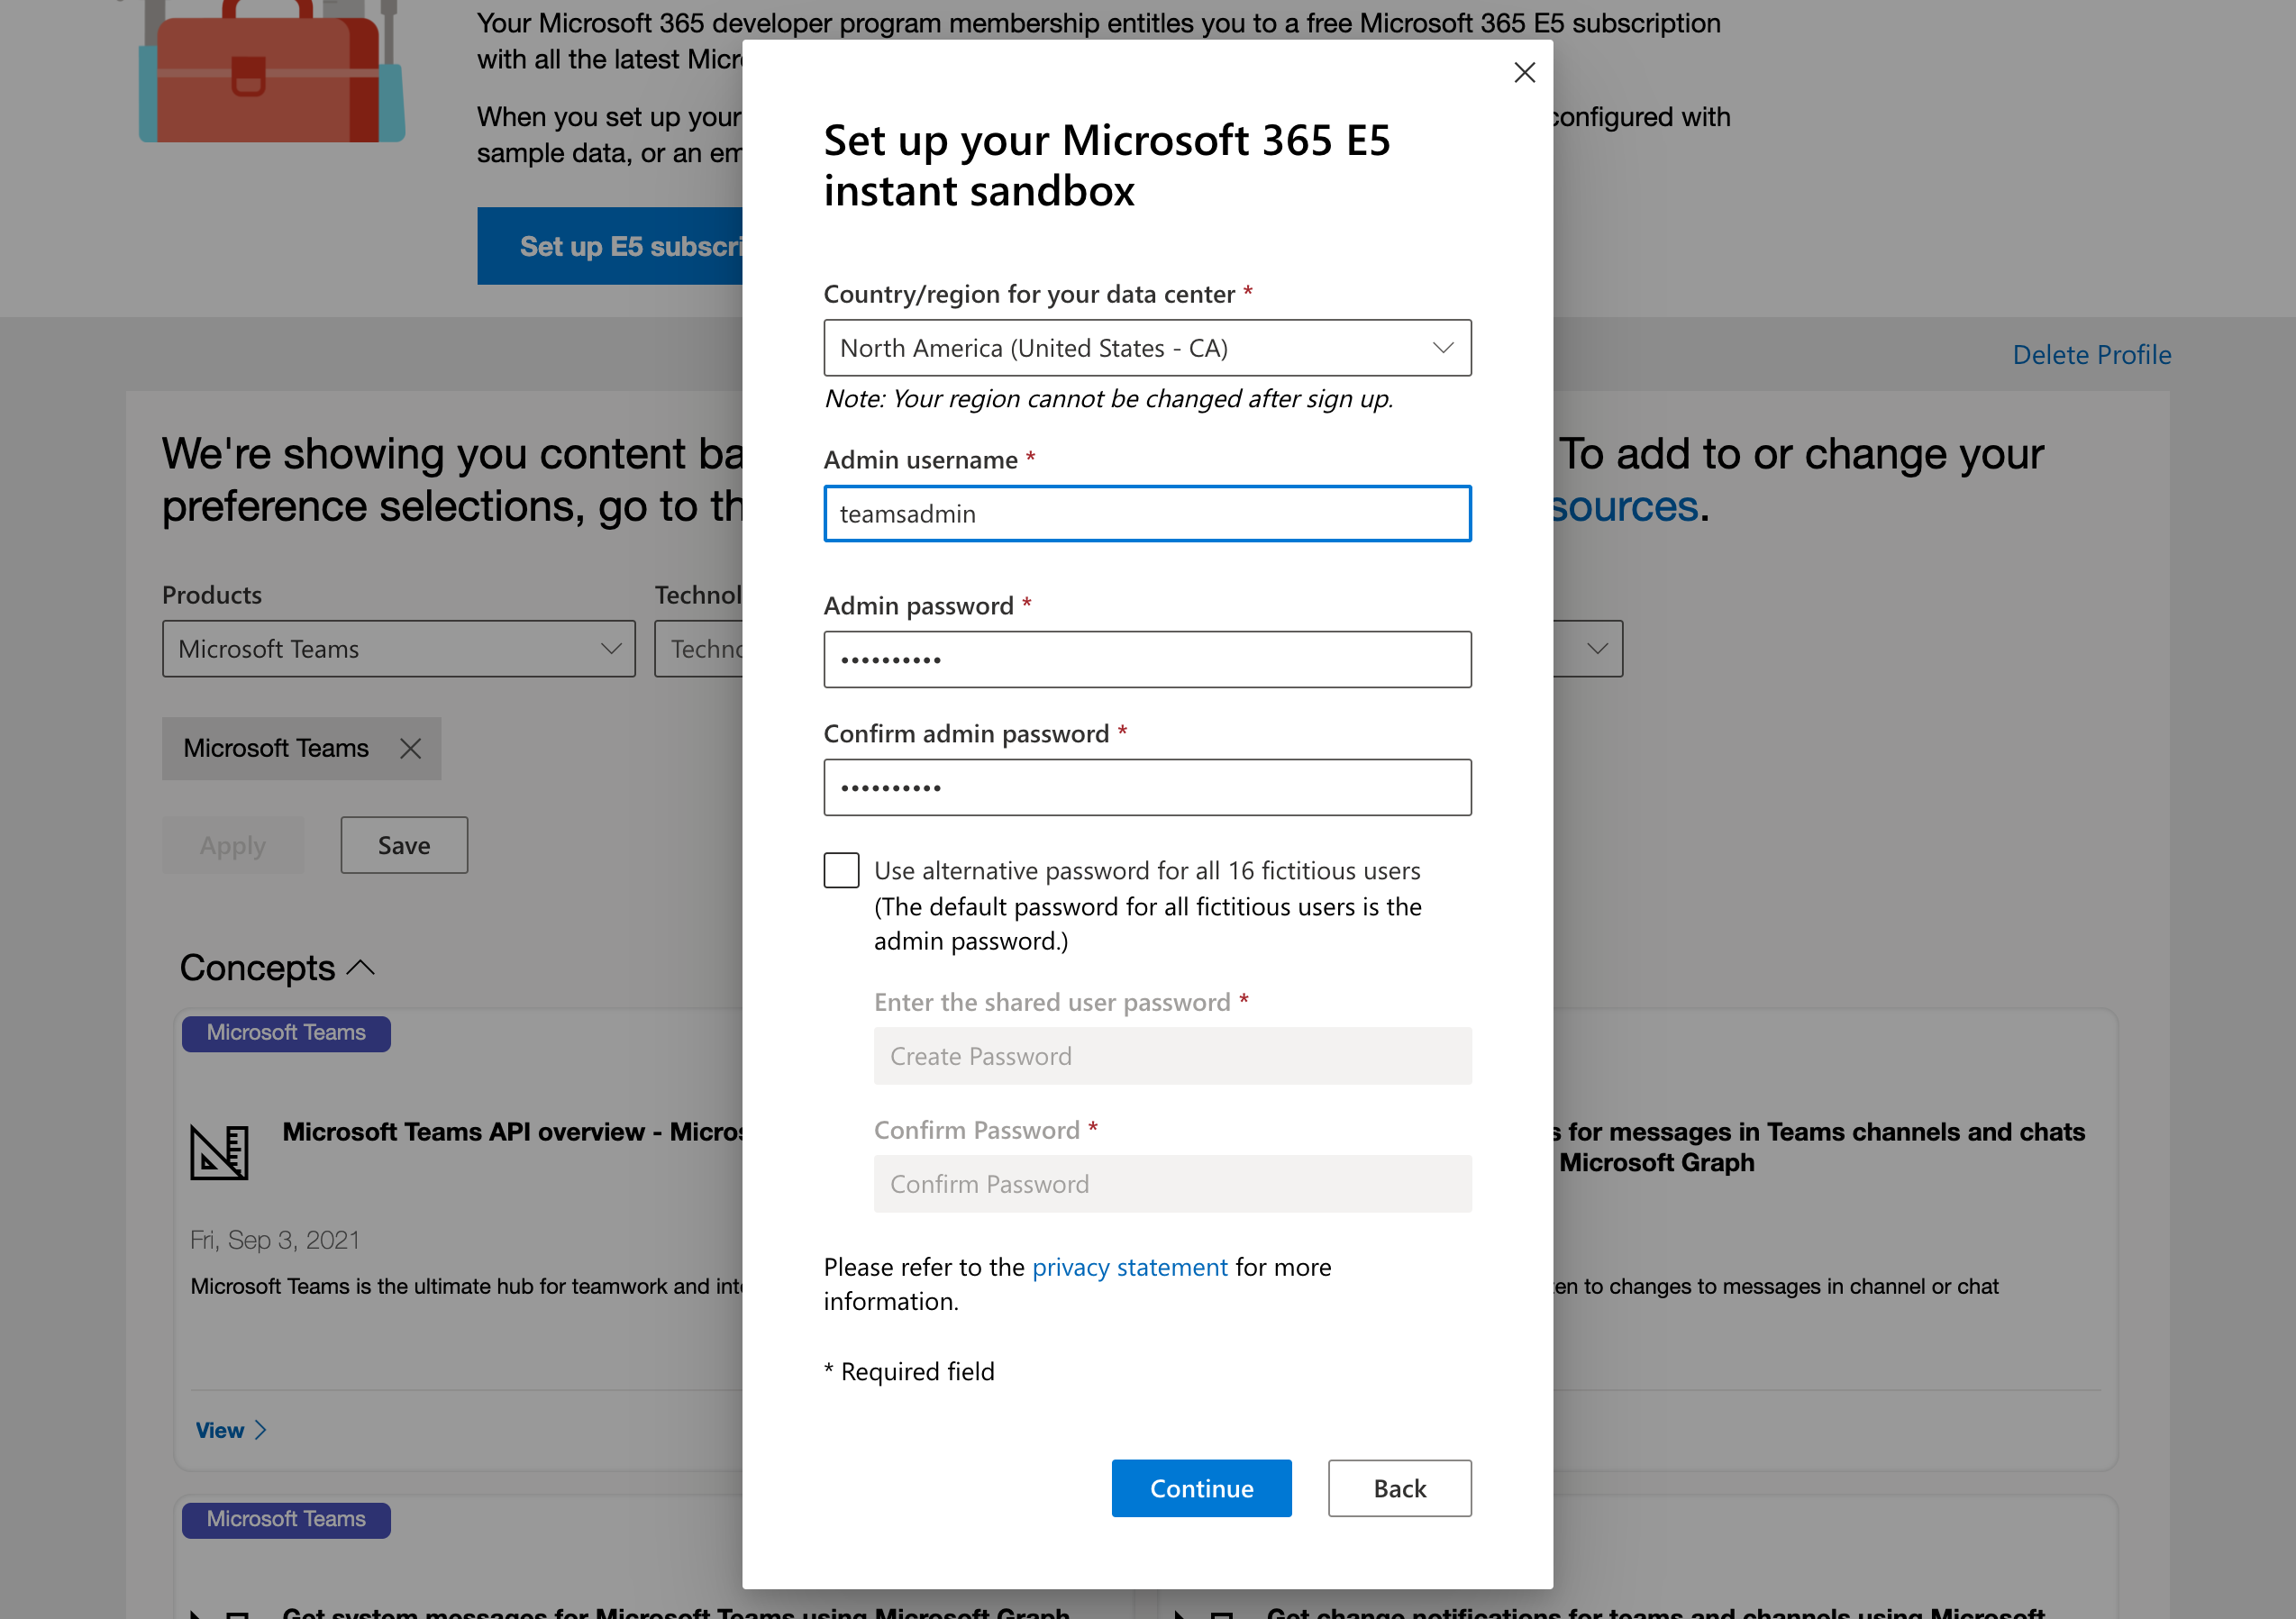 Your Microsoft 365 developer program membership entitles you to a free Microsoft 365 E5 subscription
with all the latest Micr
When you set up your
configured with
sample data, or an em
Set up E5 subscri
Delete Profile
We're showing you content ba
To add to or change your
preference selections, go to th
sources.
Products
Technol
Microsoft Teams
Techno
Microsoft Teams
Apply
Save
Concepts
Microsoft Teams
Microsoft Teams API overview - Micros
s for messages in Teams channels and chats
Microsoft Graph
Fri, Sep 3, 2021
Microsoft Teams is the ultimate hub for teamwork and int
en to changes to messages in channel or chat
View
Microsoft Teams
Get system messages for Microsoft Teams using Microsoft Graph
Get change notifications for teams and channels using Microsoft
Set up your Microsoft 365 E5
instant sandbox
Country/region for your data center *
North America (United States - CA)
Note: Your region cannot be changed after sign up.
Admin username *
teamsadmin
Admin password *
••••••••••
Confirm admin password *
••••••••••
Use alternative password for all 16 fictitious users
(The default password for all fictitious users is the
admin password.)
Enter the shared user password *
Create Password
Confirm Password *
Confirm Password
Please refer to the privacy statement for more
information.
* Required field
Continue
Back